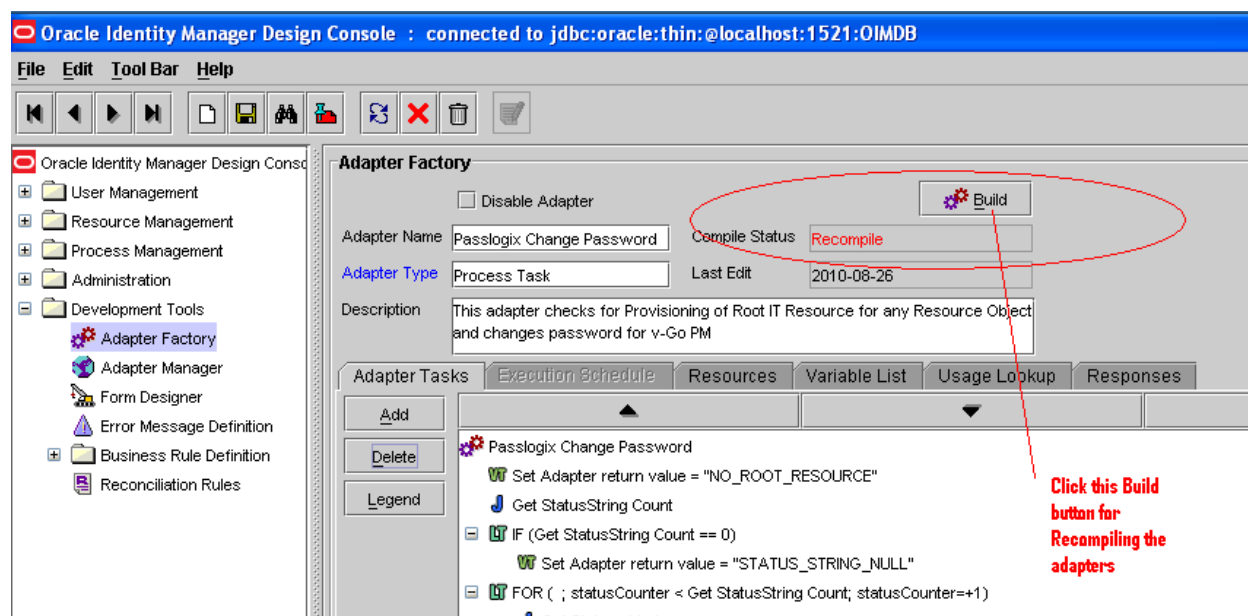 Oracle Identity Manager Design Console : connected to jdbc:oracle:thin:@localhost:1521:OIMDB
File Edit Tool Bar Help
Oracle Identity Manager Design Consc
User Management
Resource Management
Process Management
Administration
Development Tools
Adapter Factory
Adapter Manager
Form Designer
Error Message Definition
Business Rule Definition
Reconciliation Rules
Adapter Factory
Disable Adapter
Build
Adapter Name Passlogix Change Password Compile Status Recompile
Adapter Type Process Task Last Edit 2010-08-26
Description This adapter checks for Provisioning of Root IT Resource for any Resource Object
and changes password for v-Go PM
Adapter Tasks Execution Schedule Resources Variable List Usage Lookup Responses
Add
Delete
Legend
Passlogix Change Password
Set Adapter return value = "NO_ROOT_RESOURCE"
Get StatusString Count
IF (Get StatusString Count == 0)
Set Adapter return value = "STATUS_STRING_NULL"
FOR ( ; statusCounter < Get StatusString Count; statusCounter=+1)
Click this Build
button for
Recompiling the
adapters